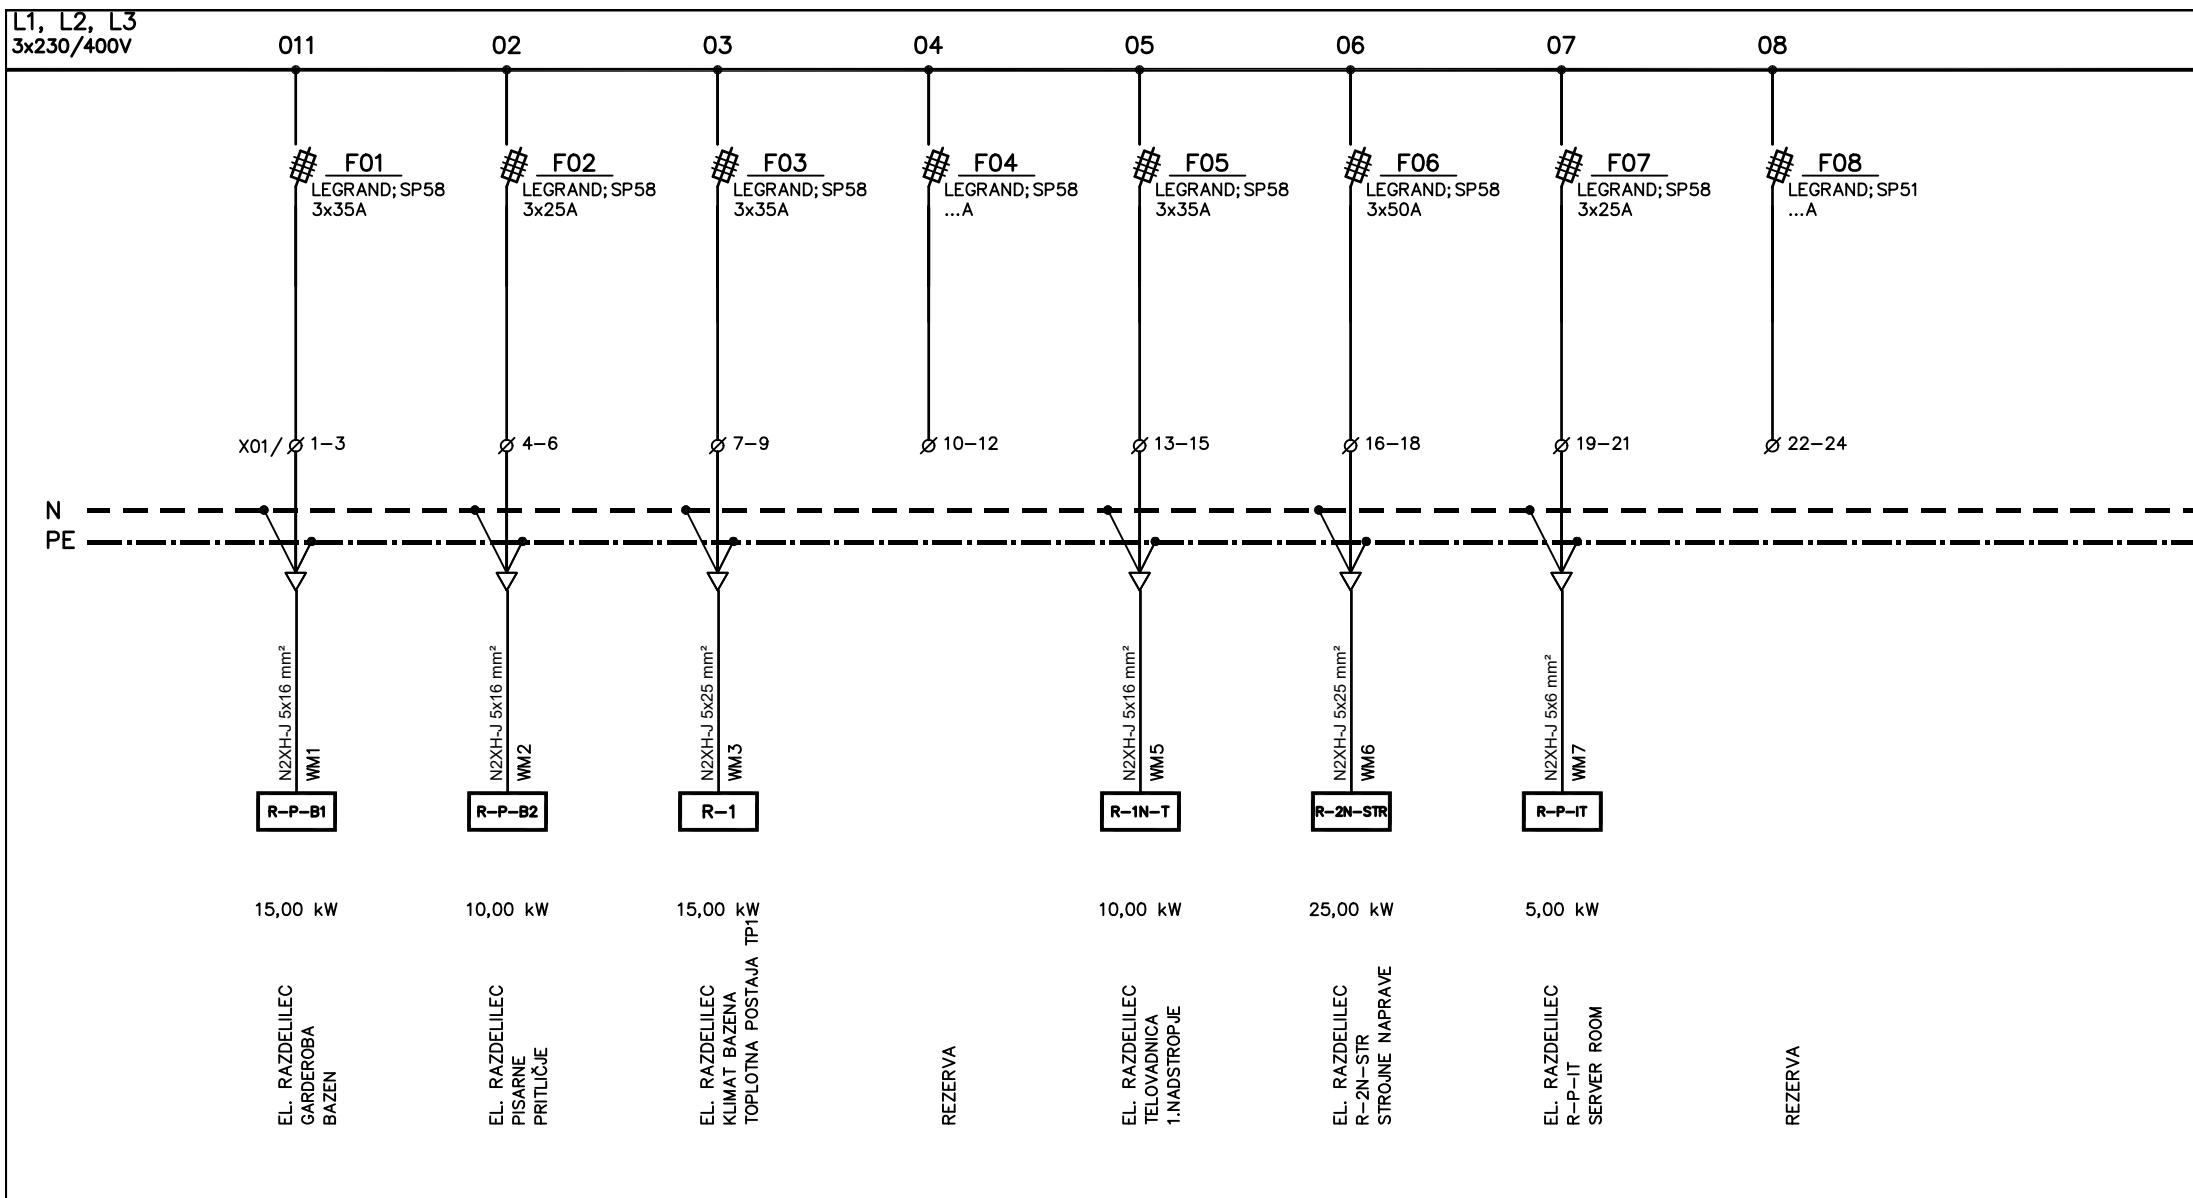 L1, L2, L3
3x230/400V
011
02
03
04
05
06
07
08
F01
LEGRAND;SP58
3x35A
F02
LEGRAND;SP58
3x25A
F03
LEGRAND;SP58
3x35A
F04
LEGRAND;SP58
...A
F05
LEGRAND;SP58
3x35A
F06
LEGRAND;SP58
3x50A
F07
LEGRAND;SP58
3x25A
F08
LEGRAND;SP51
...A
X01/ 1-3
4-6
7-9
10-12
13-15
16-18
19-21
22-24
N
PE
N2XH-J 5x16 mm²
WM1
N2XH-J 5x16 mm²
WM2
N2XH-J 5x25 mm²
WM3
N2XH-J 5x16 mm²
WM5
N2XH-J 5x25 mm²
WM6
N2XH-J 5x6 mm²
WM7
R-P-B1
R-P-B2
R-1
R-1N-T
R-2N-STR
R-P-IT
15,00 kW
10,00 kW
15,00 kW
10,00 kW
25,00 kW
5,00 kW
EL. RAZDELILEC
GARDEROBA
BAZEN
EL. RAZDELILEC
PISARNE
PRITLIČJE
EL. RAZDELILEC
KLIMAT BAZENA
TOPLOTNA POSTAJA TP1
REZERVA
EL. RAZDELILEC
TELOVADNICA
1.NADSTROPJE
EL. RAZDELILEC
R-2N-STR
STROJNE NAPRAVE
EL. RAZDELILEC
R-P-IT
SERVER ROOM
REZERVA